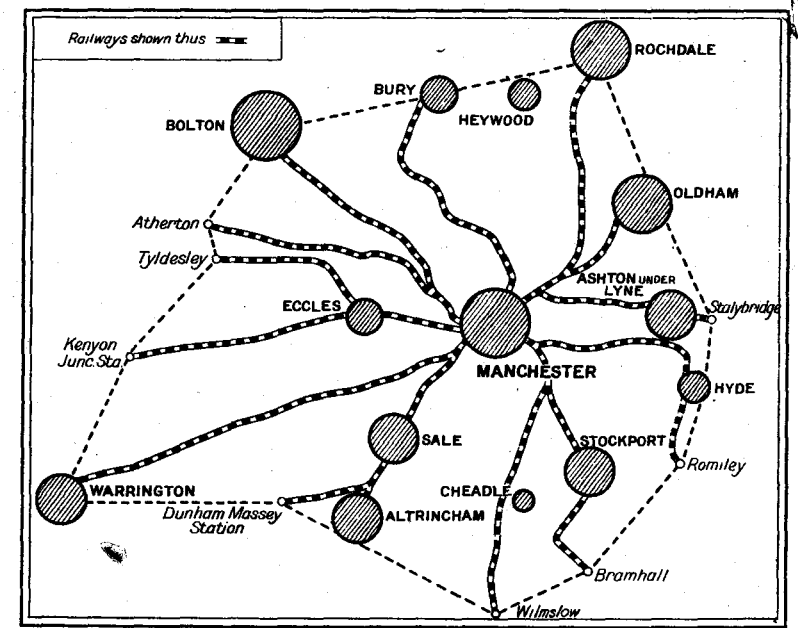 Railways shown thus
ROCHDALE
BURY
HEYWOOD
BOLTON
OLDHAM
Atherton
Tyldesley
ASHTON UNDER
LYNE
ECCLES
Stalybridge
Kenyon
Junc. Sta.
MANCHESTER
HYDE
SALE
STOCKPORT
Romiley
WARRINGTON
CHEADLE
Dunham Massey
Station
ALTRINCHAM
Bramhall
Wilmslow